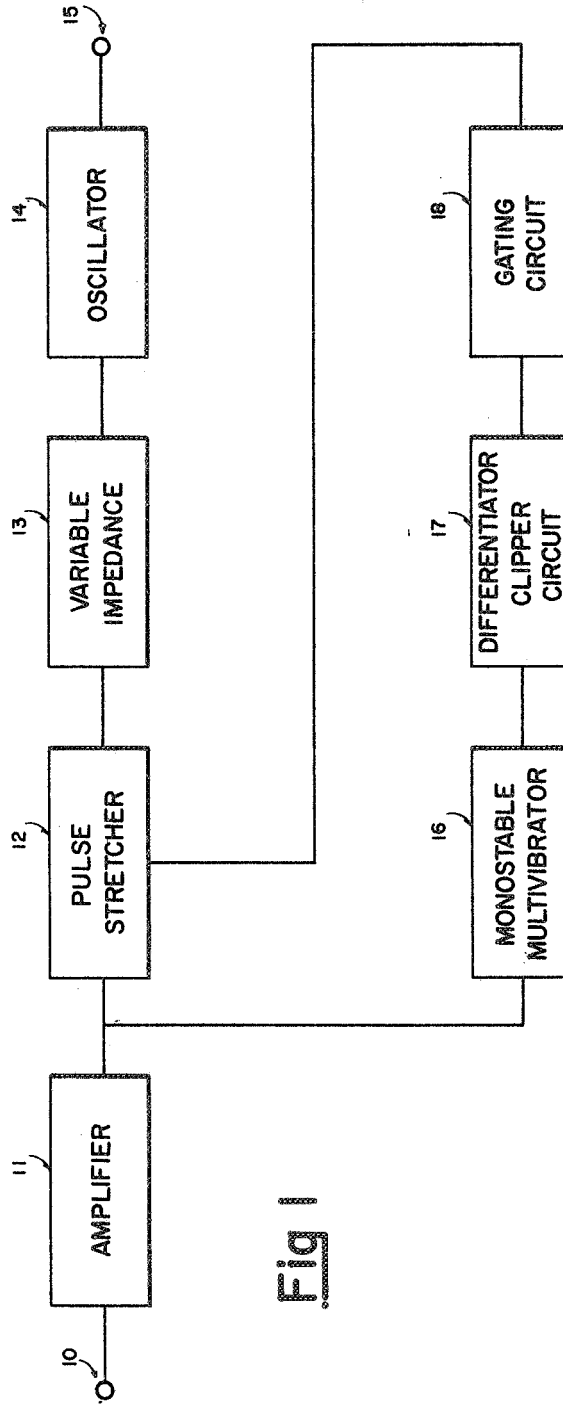 10
11
AMPLIFIER
12
PULSE
STRETCHER
13
VARIABLE
IMPEDANCE
14
OSCILLATOR
15
16
MONOSTABLE
MULTIVIBRATOR
17
DIFFERENTIATOR
CLIPPER
CIRCUIT
18
GATING
CIRCUIT
Fig 1